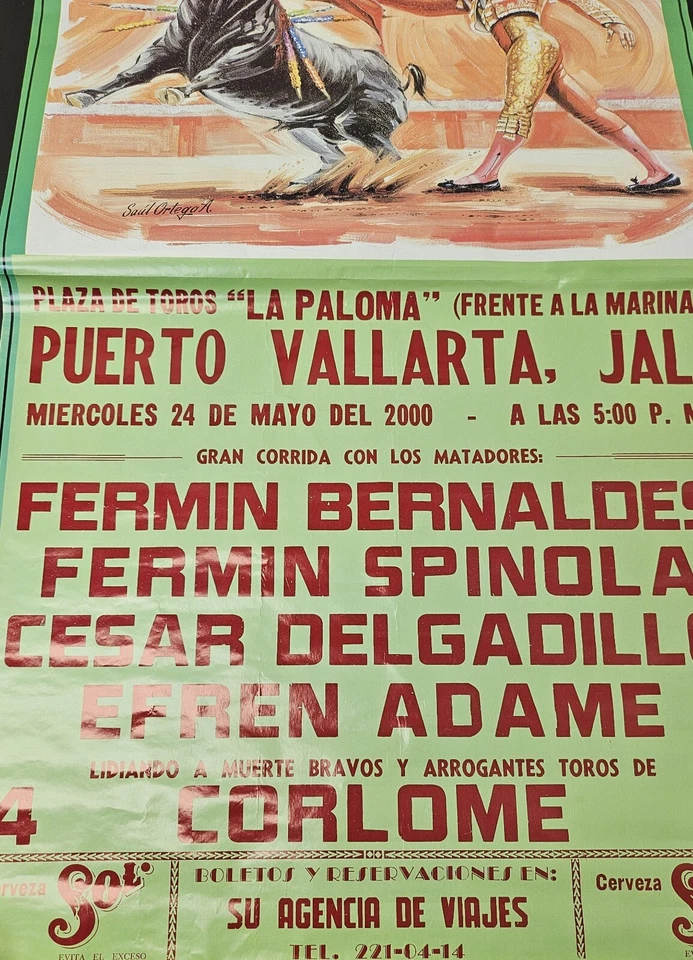 Saúl Ortega A.
PLAZA DE TOROS "LA PALOMA" (FRENTE A LA MARINA
PUERTO VALLARTA, JAL
MIERCOLES 24 DE MAYO DEL 2000 - A LAS 5:00 P. M
GRAN CORRIDA CON LOS MATADORES:
FERMIN BERNALDES
FERMIN SPINOLA
CESAR DELGADILLO
EFREN ADAME
LIDIANDO A MUERTE BRAVOS Y ARROGANTES TOROS DE
4 CORLOME
erveza Sol
EVITA EL EXCESO
BOLETOS Y RESERVACIONES EN:
SU AGENCIA DE VIAJES
TEL. 221-04-14
Cerveza S